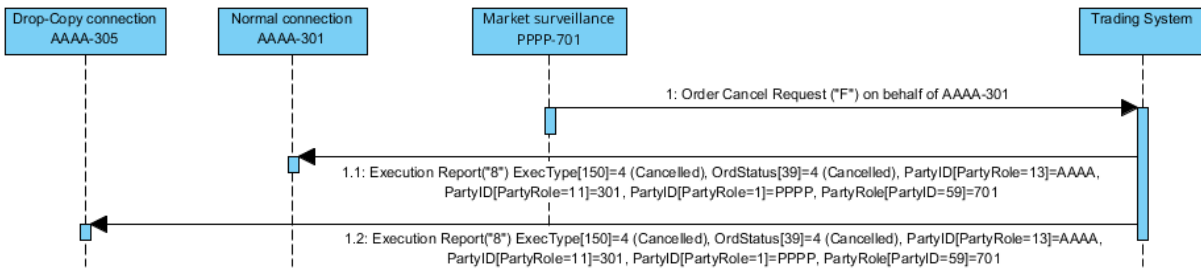 Drop-Copy connection
AAAA-305
Normal connection
AAAA-301
Market surveillance
PPPP-701
Trading System
1: Order Cancel Request ("F") on behalf of AAAA-301
1.1: Execution Report("8") ExecType[150]=4 (Cancelled), OrdStatus[39]=4 (Cancelled), PartyID[PartyRole=13]=AAAA,
PartyID[PartyRole=11]=301, PartyID[PartyRole=1]=PPPP, PartyRole[PartyID=59]=701
1.2: Execution Report("8") ExecType[150]=4 (Cancelled), OrdStatus[39]=4 (Cancelled), PartyID[PartyRole=13]=AAAA,
PartyID[PartyRole=11]=301, PartyID[PartyRole=1]=PPPP, PartyRole[PartyID=59]=701